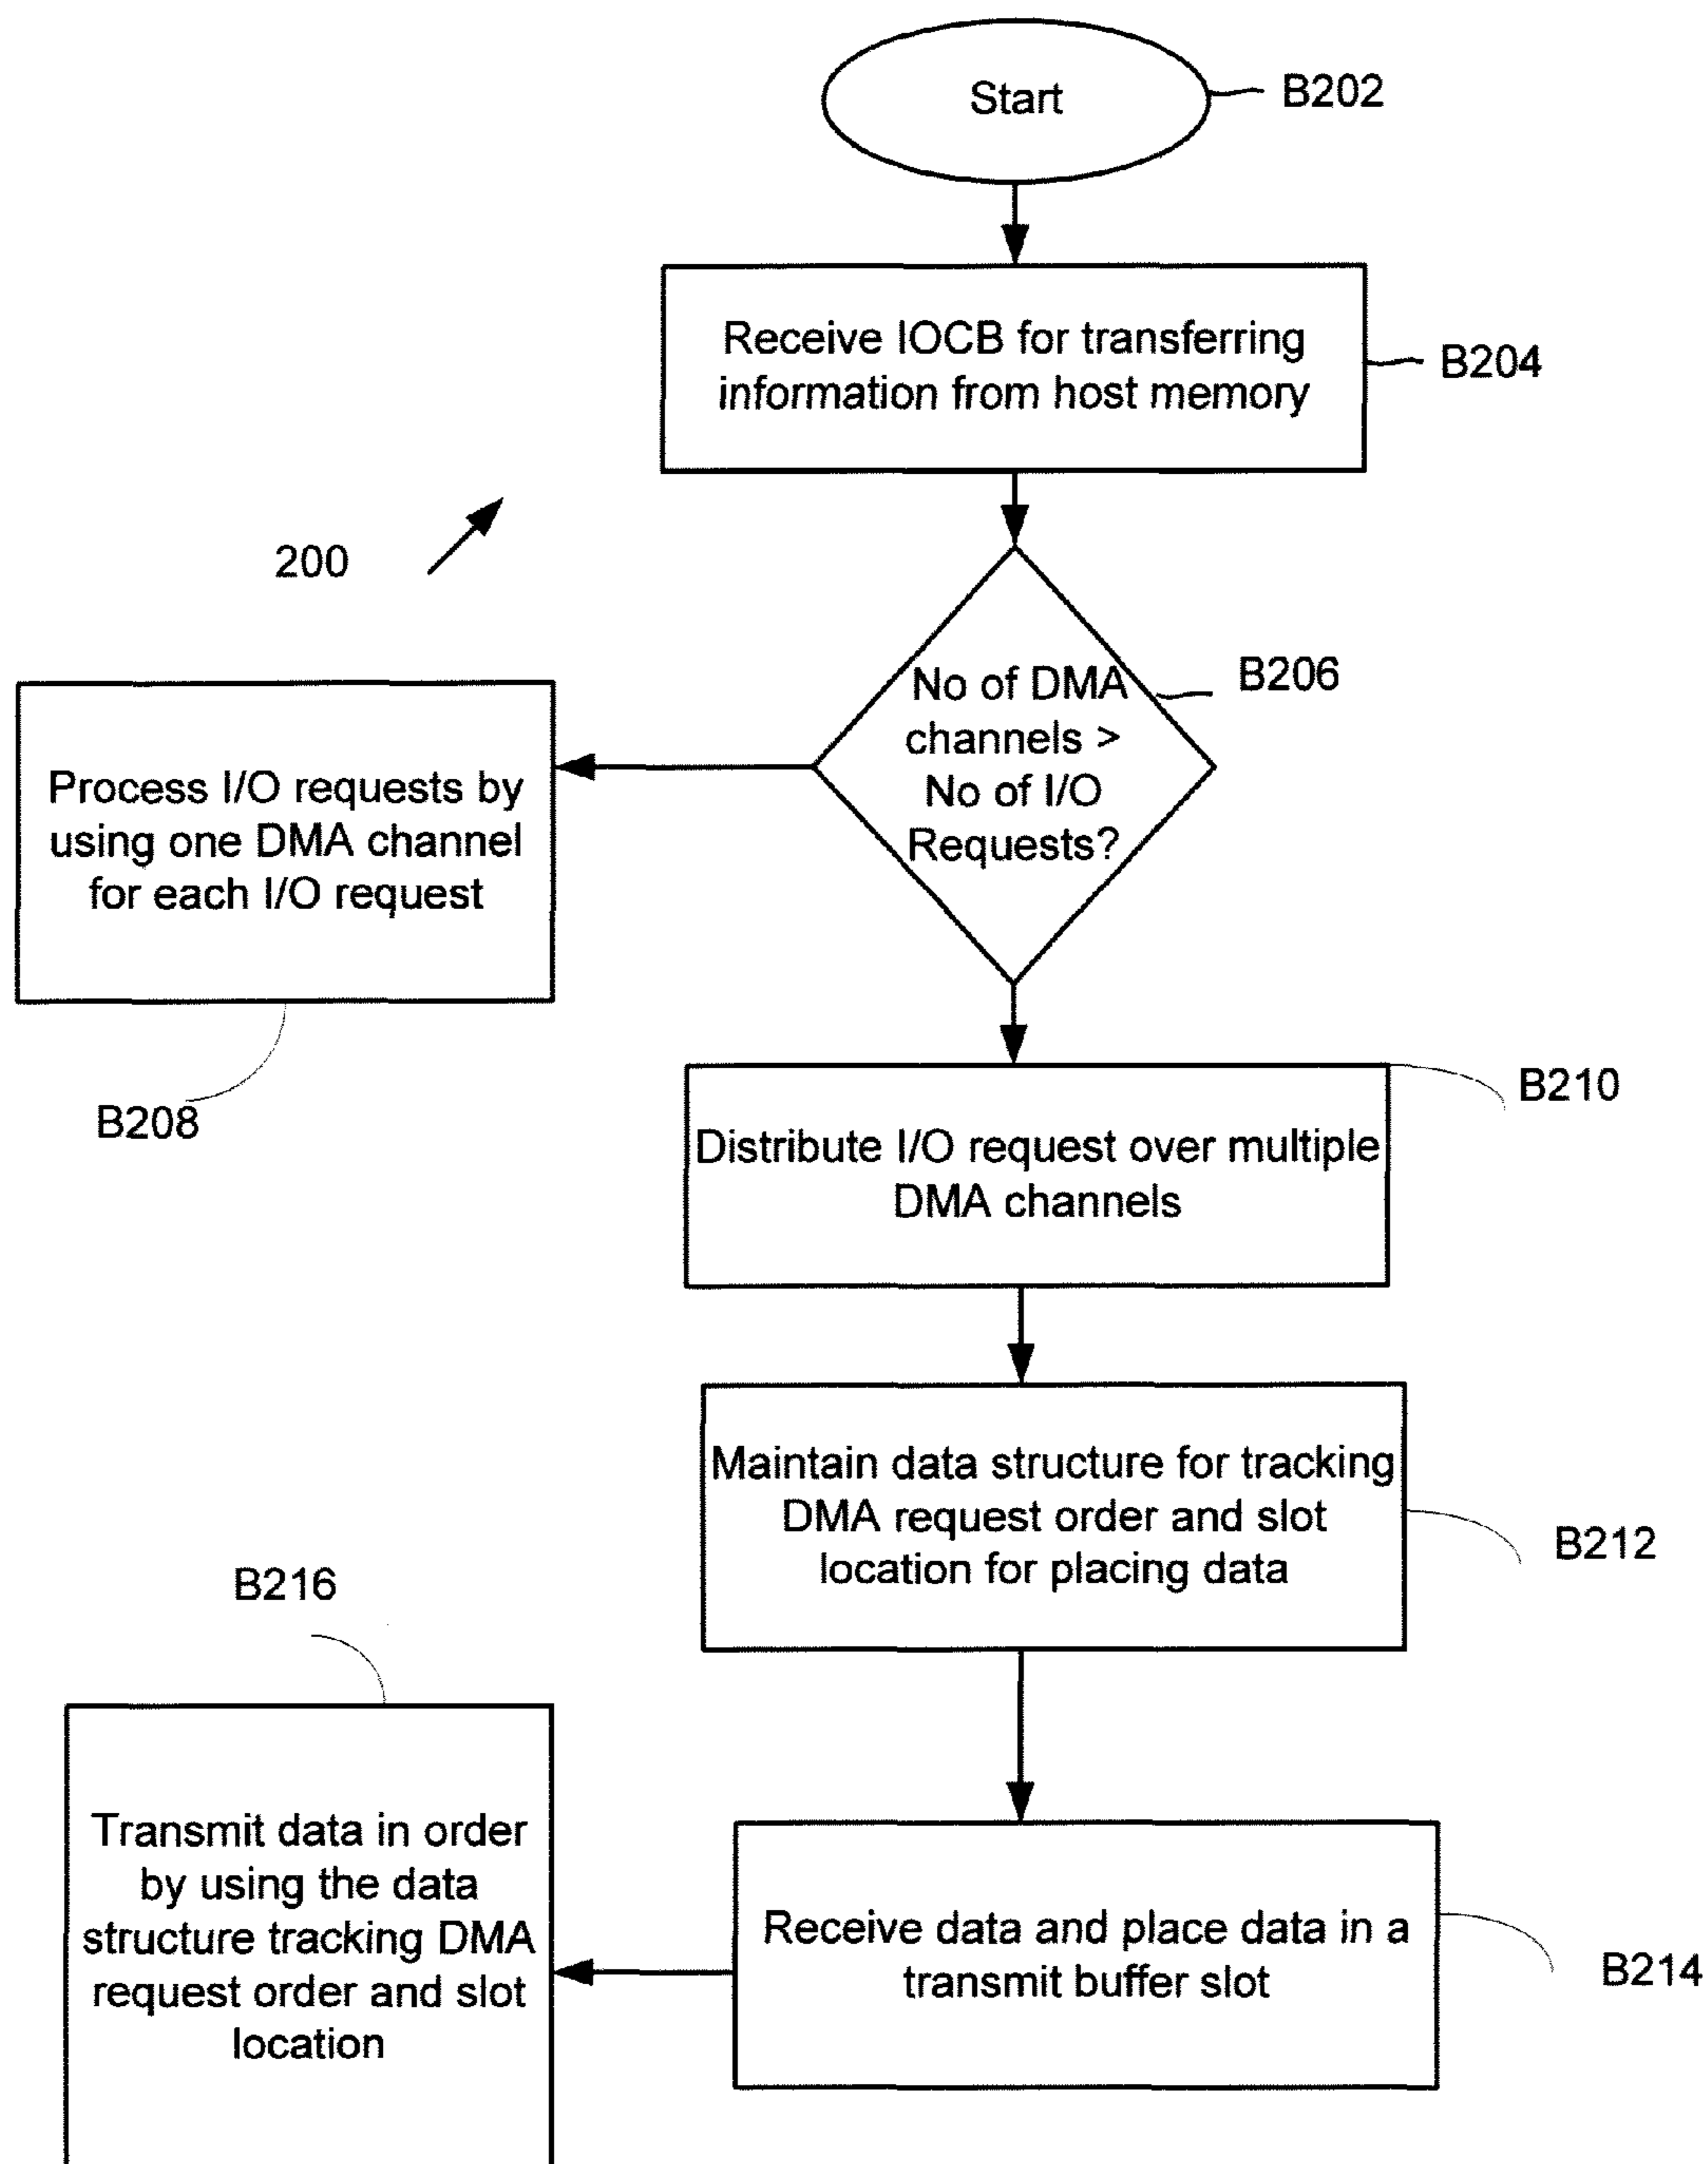 Start
B202
Receive IOCB for transferring
information from host memory
B204
200
No of DMA
channels >
No of I/O
Requests?
B206
Process I/O requests by
using one DMA channel
for each I/O request
B208
Distribute I/O request over multiple
DMA channels
B210
Maintain data structure for tracking
DMA request order and slot
location for placing data
B212
B216
Transmit data in order
by using the data
structure tracking DMA
request order and slot
location
Receive data and place data in a
transmit buffer slot
B214